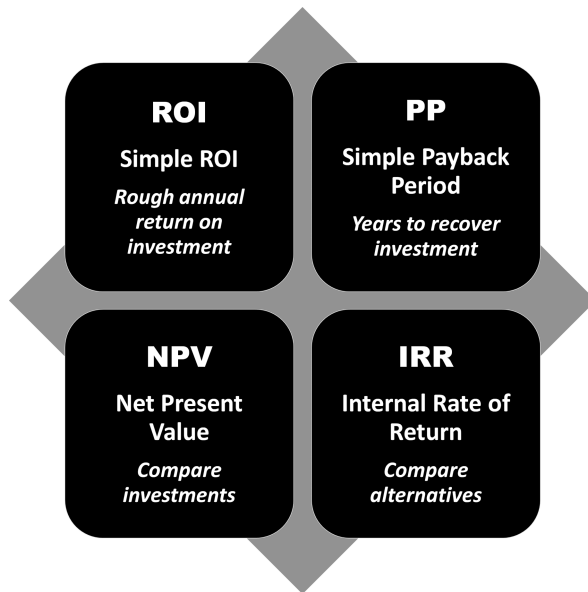 ROI
Simple ROI
Rough annual
return on
investment
PP
Simple Payback
Period
Years to recover
investment
NPV
Net Present
Value
Compare
investments
IRR
Internal Rate of
Return
Compare
alternatives